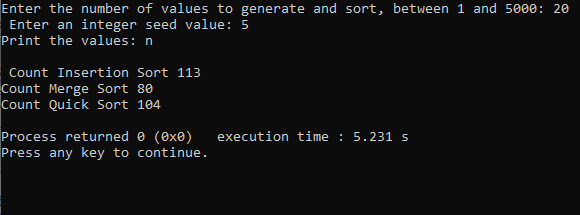 Enter the number of values to generate and sort, between 1 and 5000: 20
 Enter an integer seed value: 5
Print the values: n

 Count Insertion Sort 113
Count Merge Sort 80
Count Quick Sort 104

Process returned 0 (0x0)   execution time : 5.231 s
Press any key to continue.